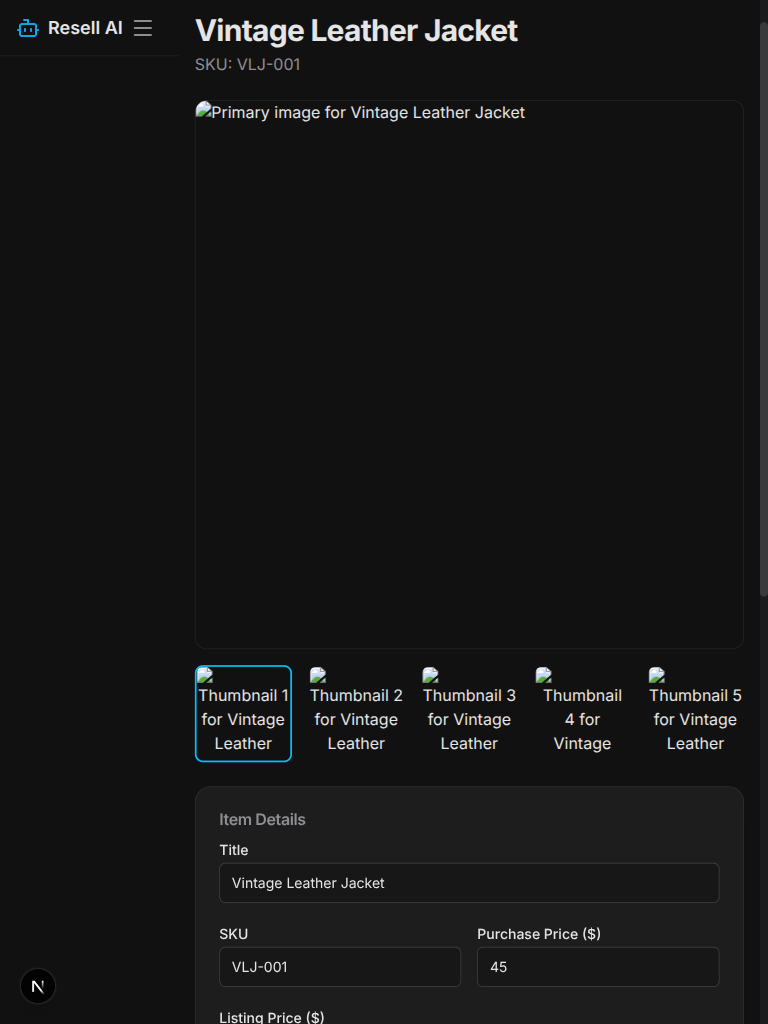 Resell AI
Vintage Leather Jacket
SKU: VLJ-001
Primary image for Vintage Leather Jacket
Thumbnail 1
for Vintage
Leather
Thumbnail 2
for Vintage
Leather
Thumbnail 3
for Vintage
Leather
Thumbnail
4 for
Vintage
Thumbnail 5
for Vintage
Leather
Item Details
Title
Vintage Leather Jacket
SKU
VLJ-001
Purchase Price ($)
45
Listing Price ($)
N